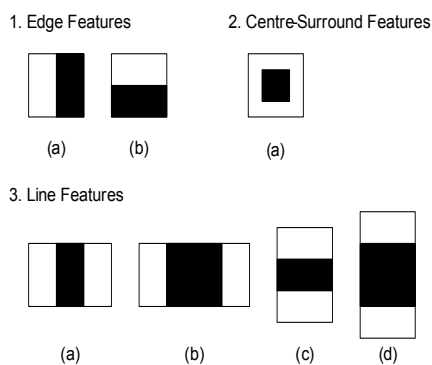 1. Edge Features
2. Centre-Surround Features
(a) (b)
(a)
3. Line Features
(a) (b) (c) (d)